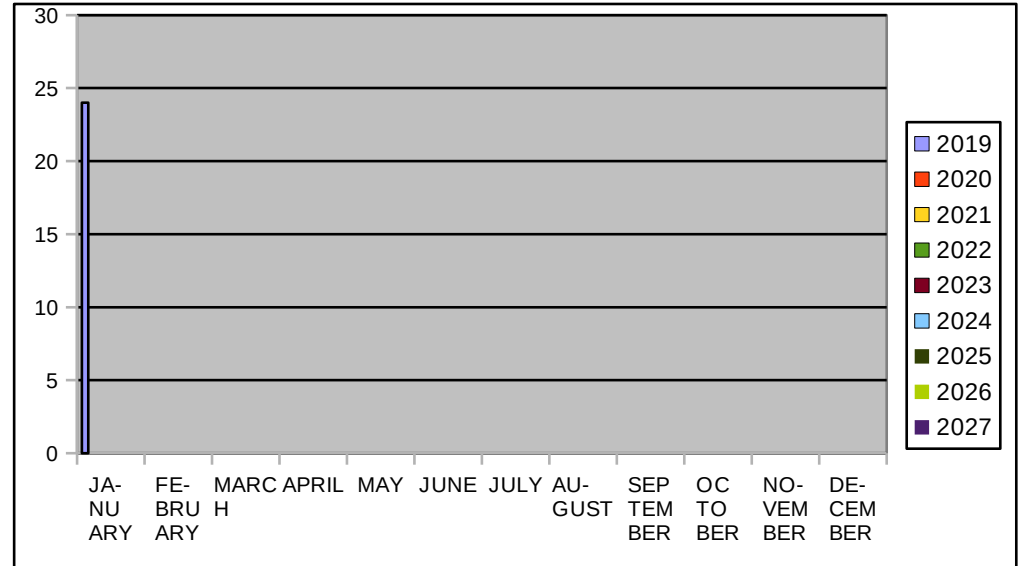 30
25
20
15
10
5
0
JA-
NU
ARY
FE-
BRU
ARY
MARC
H
APRIL
MAY
JUNE
JULY
AU-
GUST
SEP
TEM
BER
OC
TO
BER
NO-
VEM
BER
DE-
CEM
BER
2019
2020
2021
2022
2023
2024
2025
2026
2027